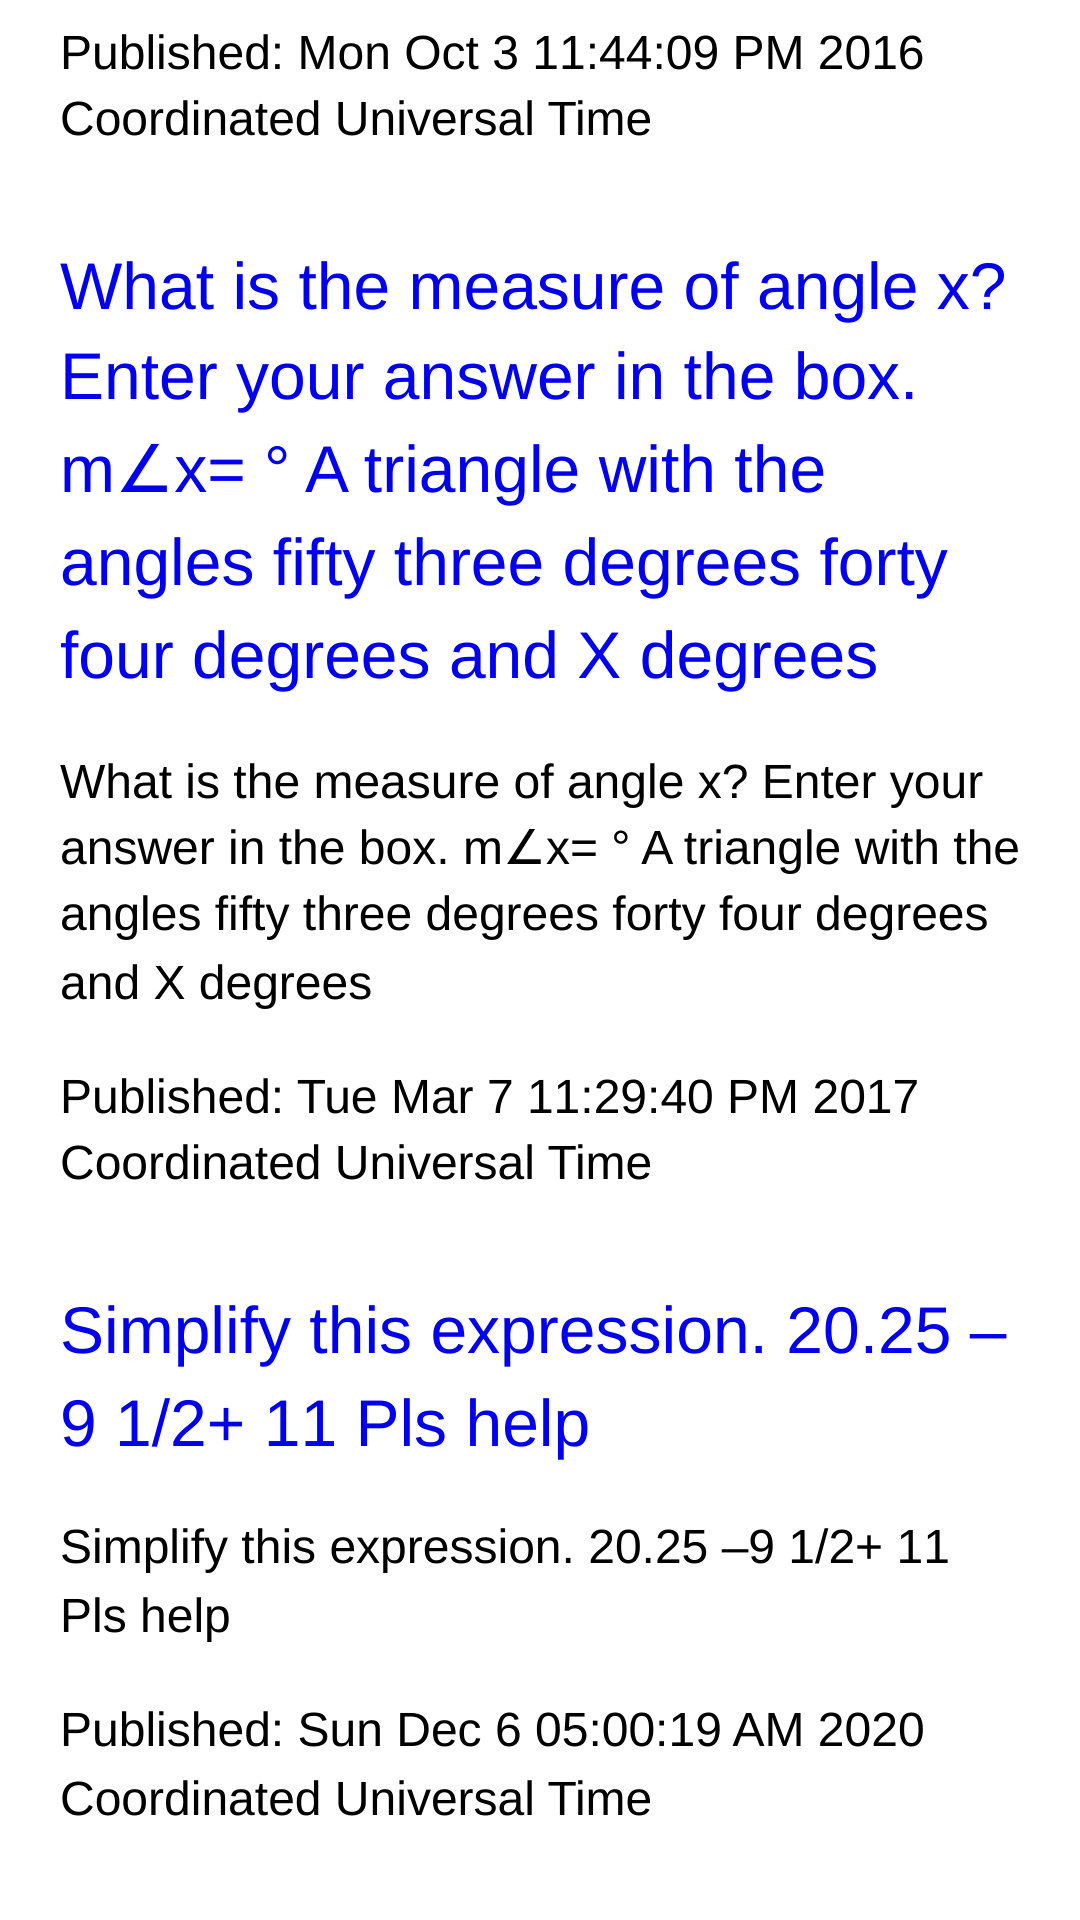 Published: Mon Oct 3 11:44:09 PM 2016
Coordinated Universal Time
What is the measure of angle x?
Enter your answer in the box.
m∠x= ° A triangle with the
angles fifty three degrees forty
four degrees and X degrees
What is the measure of angle x? Enter your
answer in the box. m∠x= ° A triangle with the
angles fifty three degrees forty four degrees
and X degrees
Published: Tue Mar 7 11:29:40 PM 2017
Coordinated Universal Time
Simplify this expression. 20.25 –
9 1/2+ 11 Pls help
Simplify this expression. 20.25 –9 1/2+ 11
Pls help
Published: Sun Dec 6 05:00:19 AM 2020
Coordinated Universal Time